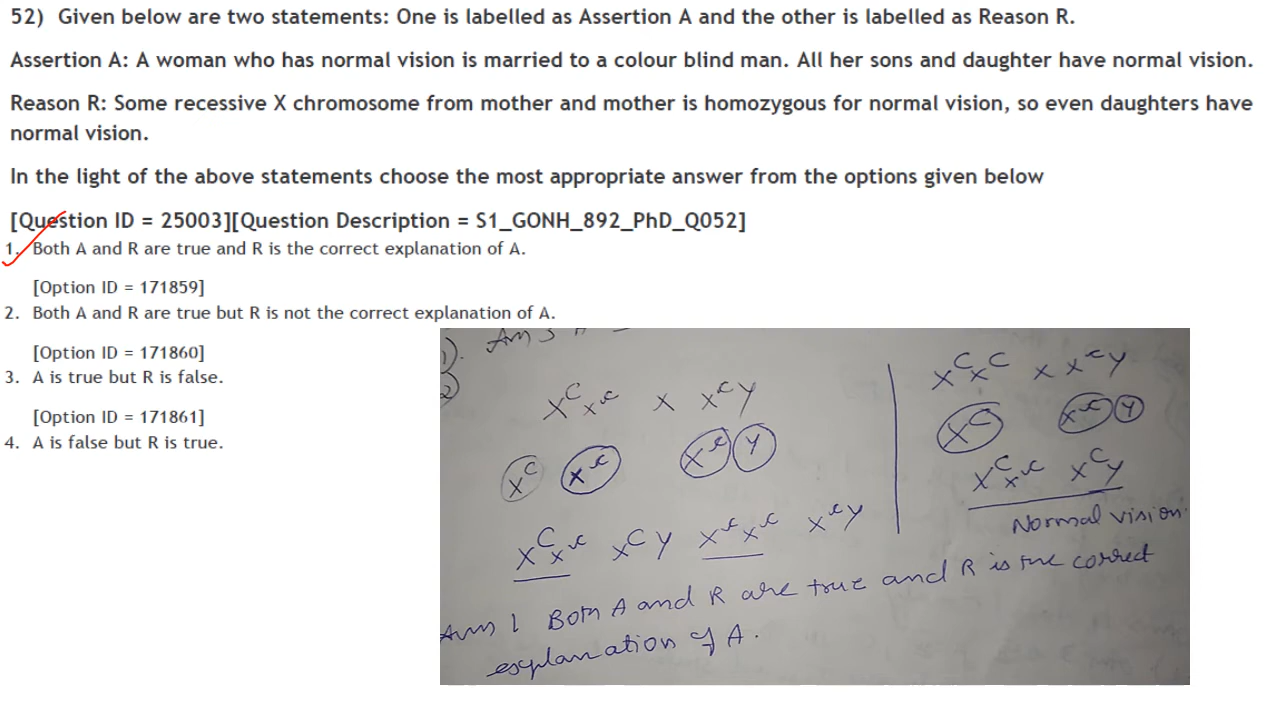 52) Given below are two statements: One is labelled as Assertion A and the other is labelled as Reason R.
Assertion A: A woman who has normal vision is married to a colour blind man. All her sons and daughter have normal vision.
Reason R: Some recessive X chromosome from mother and mother is homozygous for normal vision, so even daughters have
normal vision.
In the light of the above statements choose the most appropriate answer from the options given below
[Question ID = 25003][Question Description = S1_GONH_892_PhD_Q052]
1. Both A and R are true and R is the correct explanation of A.
[Option ID = 171859]
2. Both A and R are true but R is not the correct explanation of A.
[Option ID = 171860]
3. A is true but R is false.
[Option ID = 171861]
4. A is false but R is true.
X^C X^c × X^c Y
X^C X^c X^c Y
X^C X^c X^C Y X^c X^c X^c Y
X^C X^C × X^c Y
X^C X^c Y
X^C X^c X^C Y
Normal vision
Ans 1 Both A and R are true and R is the correct
explanation of A.